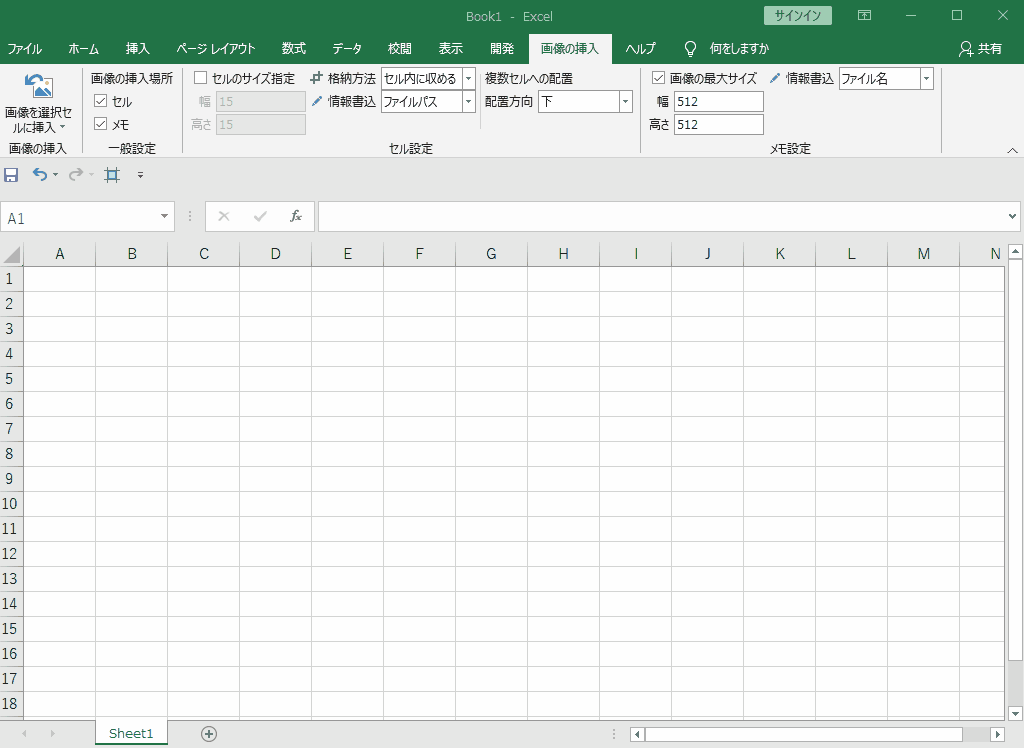 Book1 - Excel
サインイン
ファイル ホーム 挿入 ページ レイアウト 数式 データ 校閲 表示 開発 画像の挿入 ヘルプ 何をしますか 共有
画像を選択セルに挿入
画像の挿入
画像の挿入場所
セル
メモ
一般設定
セルのサイズ指定
幅 15
高さ 15
格納方法 セル内に収める
情報書込 ファイルパス
複数セルへの配置
配置方向 下
セル設定
画像の最大サイズ
幅 512
高さ 512
情報書込 ファイル名
メモ設定
A1
fx
A B C D E F G H I J K L M N
1
2
3
4
5
6
7
8
9
10
11
12
13
14
15
16
17
18
Sheet1